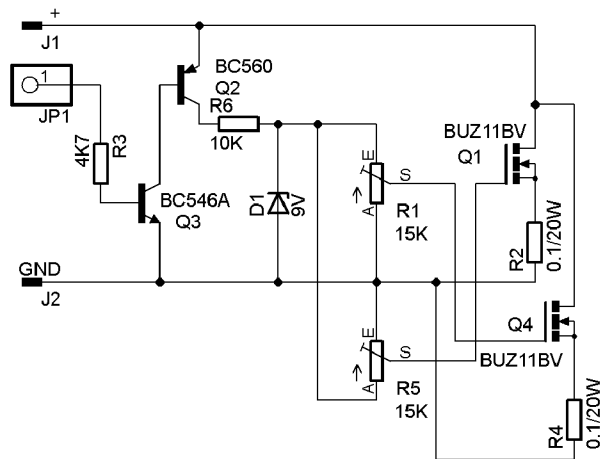 +
J1
1
JP1
4K7
R3
BC560
Q2
R6
10K
BC546A
Q3
D1
9V
E
S
A
R1
15K
BUZ11BV
Q1
R2
0.1/20W
GND
J2
E
S
A
R5
15K
Q4
BUZ11BV
R4
0.1/20W